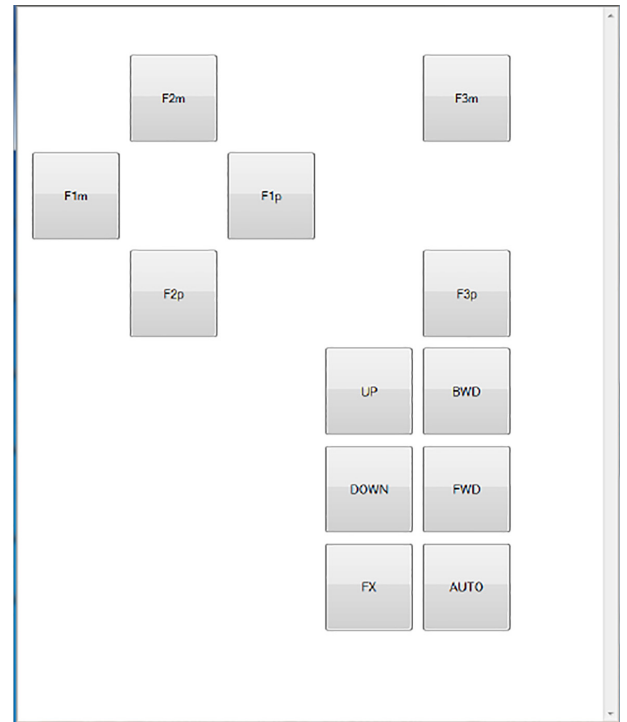 F2m F3m
F1m F1p
F2p F3p
UP BWD
DOWN FWD
FX AUTO